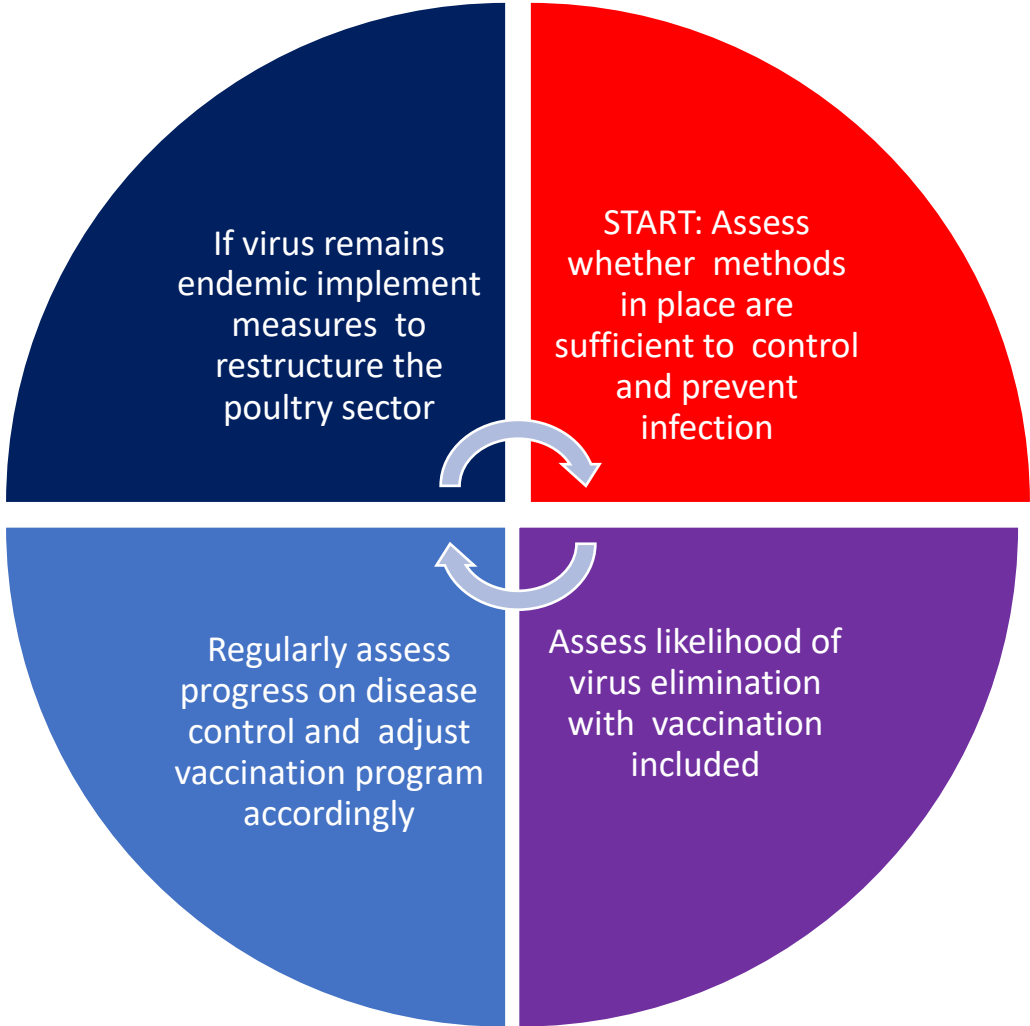 If virus remains
endemic implement
measures to
restructure the
poultry sector
START: Assess
whether methods
in place are
sufficient to control
and prevent
infection
Regularly assess
progress on disease
control and adjust
vaccination program
accordingly
Assess likelihood of
virus elimination
with vaccination
included